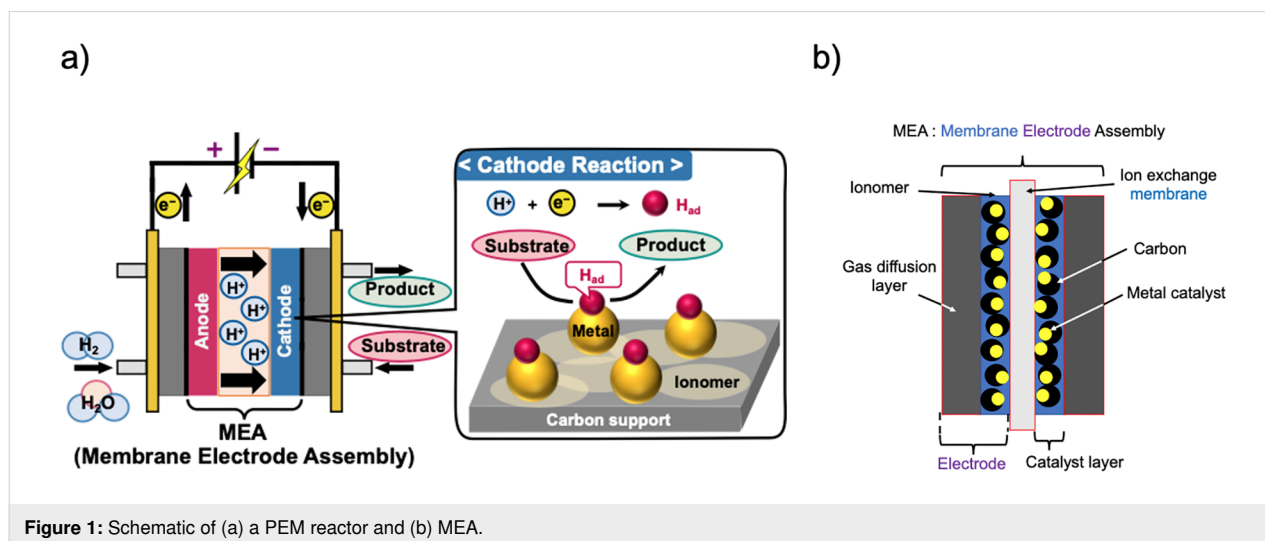 a)
+
−
e⁻
e⁻
H₂
H₂O
Anode
H⁺
H⁺
H⁺
H⁺
H⁺
Cathode
Product
Substrate
MEA
(Membrane Electrode Assembly)
< Cathode Reaction >
H⁺ + e⁻ H_ad
Substrate
Product
H_ad
Metal
Ionomer
Carbon support
b)
MEA : Membrane Electrode Assembly
Ionomer
Ion exchange
membrane
Carbon
Gas diffusion
layer
Metal catalyst
Electrode
Catalyst layer
Figure 1: Schematic of (a) a PEM reactor and (b) MEA.